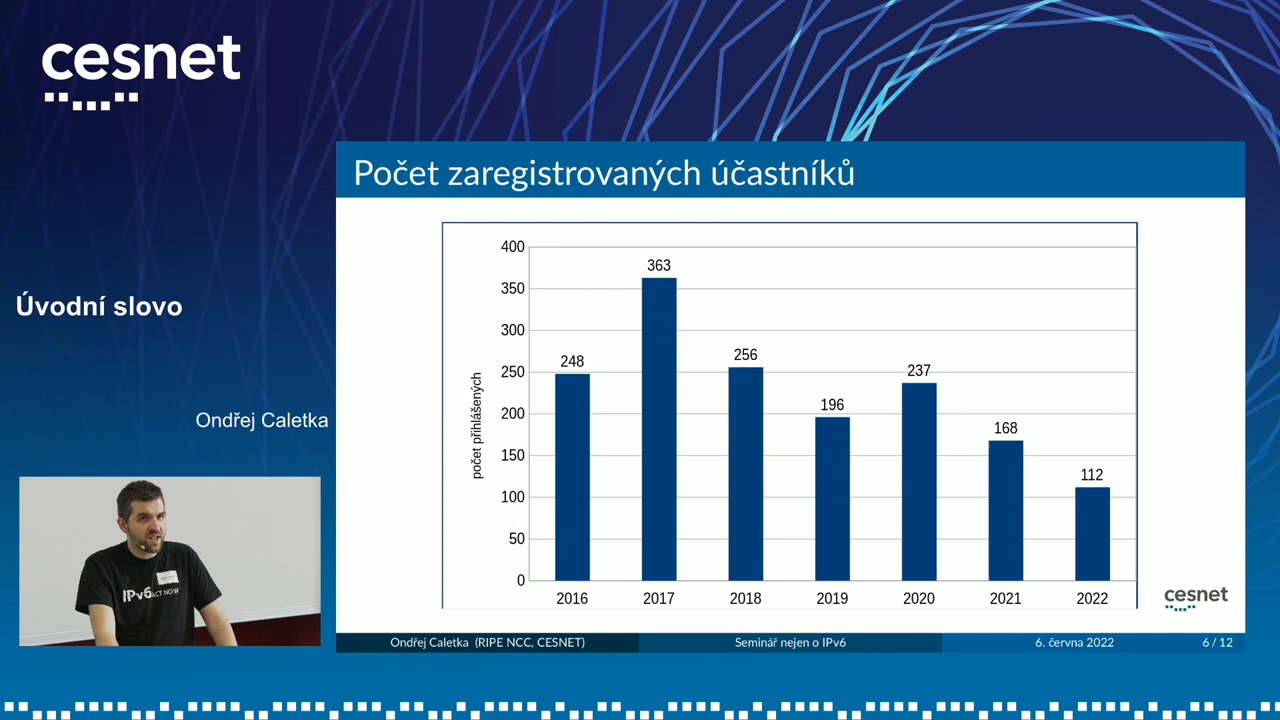 cesnet
Úvodní slovo
Ondřej Caletka
IPv6 ACT NOW
Počet zaregistrovaných účastníků
počet přihlášených
400
350
300
250
200
150
100
50
0
248
363
256
196
237
168
112
2016
2017
2018
2019
2020
2021
2022
cesnet
Ondřej Caletka (RIPE NCC, CESNET)
Seminář nejen o IPv6
6. června 2022
6 / 12